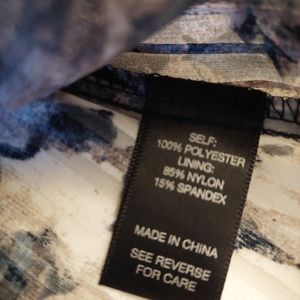 SELF:
100% POLYESTER
LINING:
85% NYLON
15% SPANDEX
MADE IN CHINA
SEE REVERSE
FOR CARE